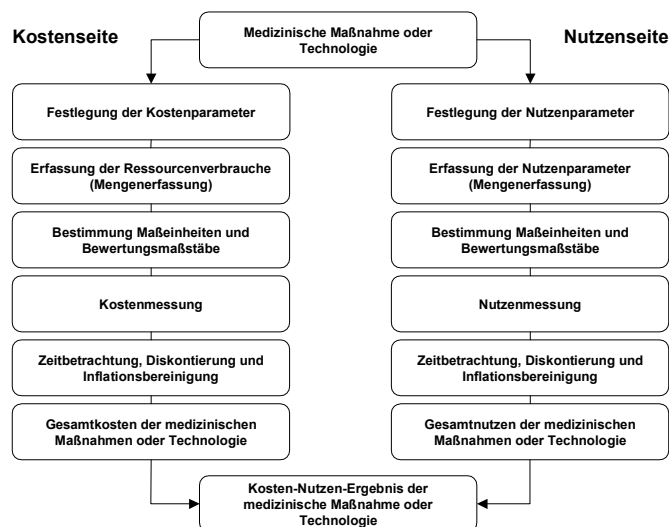 Kostenseite
Medizinische Maßnahme oder
Technologie
Nutzenseite
Festlegung der Kostenparameter
Erfassung der Ressourcenverbrauche
(Mengenerfassung)
Bestimmung Maßeinheiten und
Bewertungsmaßstäbe
Kostenmessung
Zeitbetrachtung, Diskontierung und
Inflationsbereinigung
Gesamtkosten der medizinischen
Maßnahmen oder Technologie
Festlegung der Nutzenparameter
Erfassung der Nutzenparameter
(Mengenerfassung)
Bestimmung Maßeinheiten und
Bewertungsmaßstäbe
Nutzenmessung
Zeitbetrachtung, Diskontierung und
Inflationsbereinigung
Gesamtnutzen der medizinischen
Maßnahmen oder Technologie
Kosten-Nutzen-Ergebnis der
medizinische Maßnahme oder
Technologie